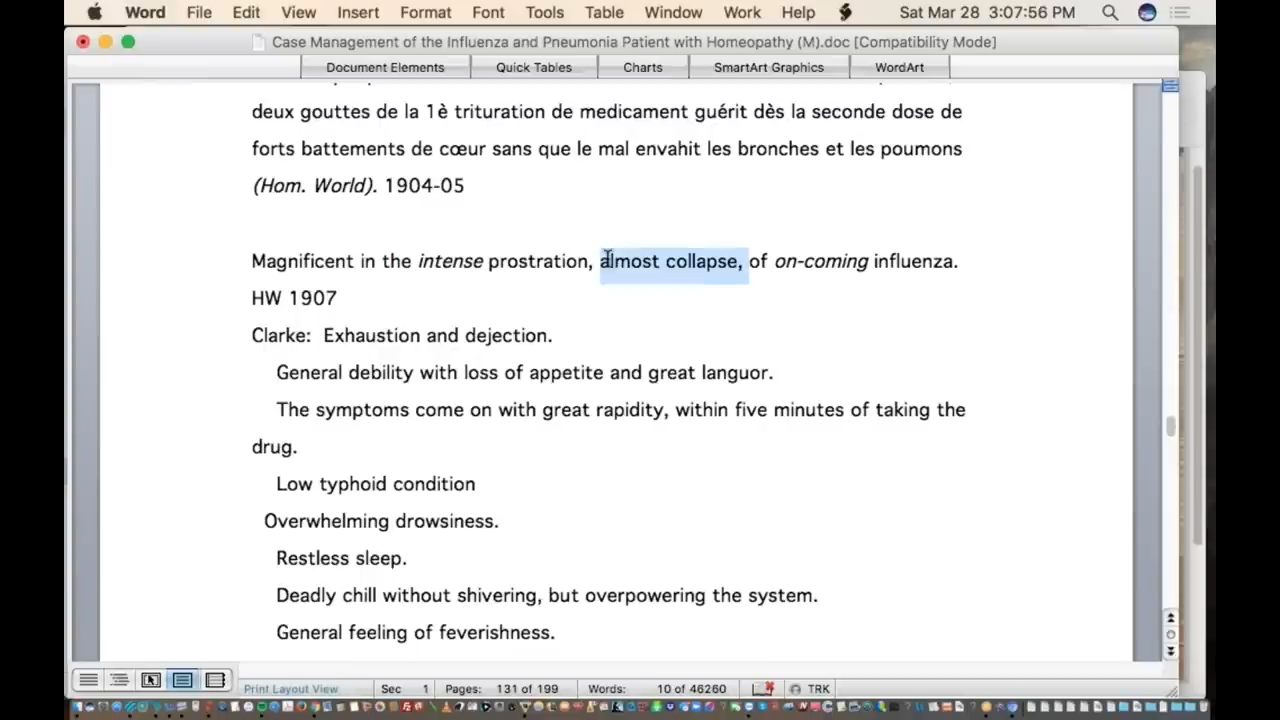 Word File Edit View Insert Format Font Tools Table Window Work Help Sat Mar 28 3:07:56 PM
Case Management of the Influenza and Pneumonia Patient with Homeopathy (M).doc [Compatibility Mode]
Document Elements Quick Tables Charts SmartArt Graphics WordArt
deux gouttes de la 1è trituration de medicament guérit dès la seconde dose de
forts battements de cœur sans que le mal envahit les bronches et les poumons
(Hom. World). 1904-05
Magnificent in the intense prostration, almost collapse, of on-coming influenza.
HW 1907
Clarke: Exhaustion and dejection.
General debility with loss of appetite and great languor.
The symptoms come on with great rapidity, within five minutes of taking the
drug.
Low typhoid condition
Overwhelming drowsiness.
Restless sleep.
Deadly chill without shivering, but overpowering the system.
General feeling of feverishness.
Print Layout View Sec 1 Pages: 131 of 199 Words: 10 of 46260 TRK